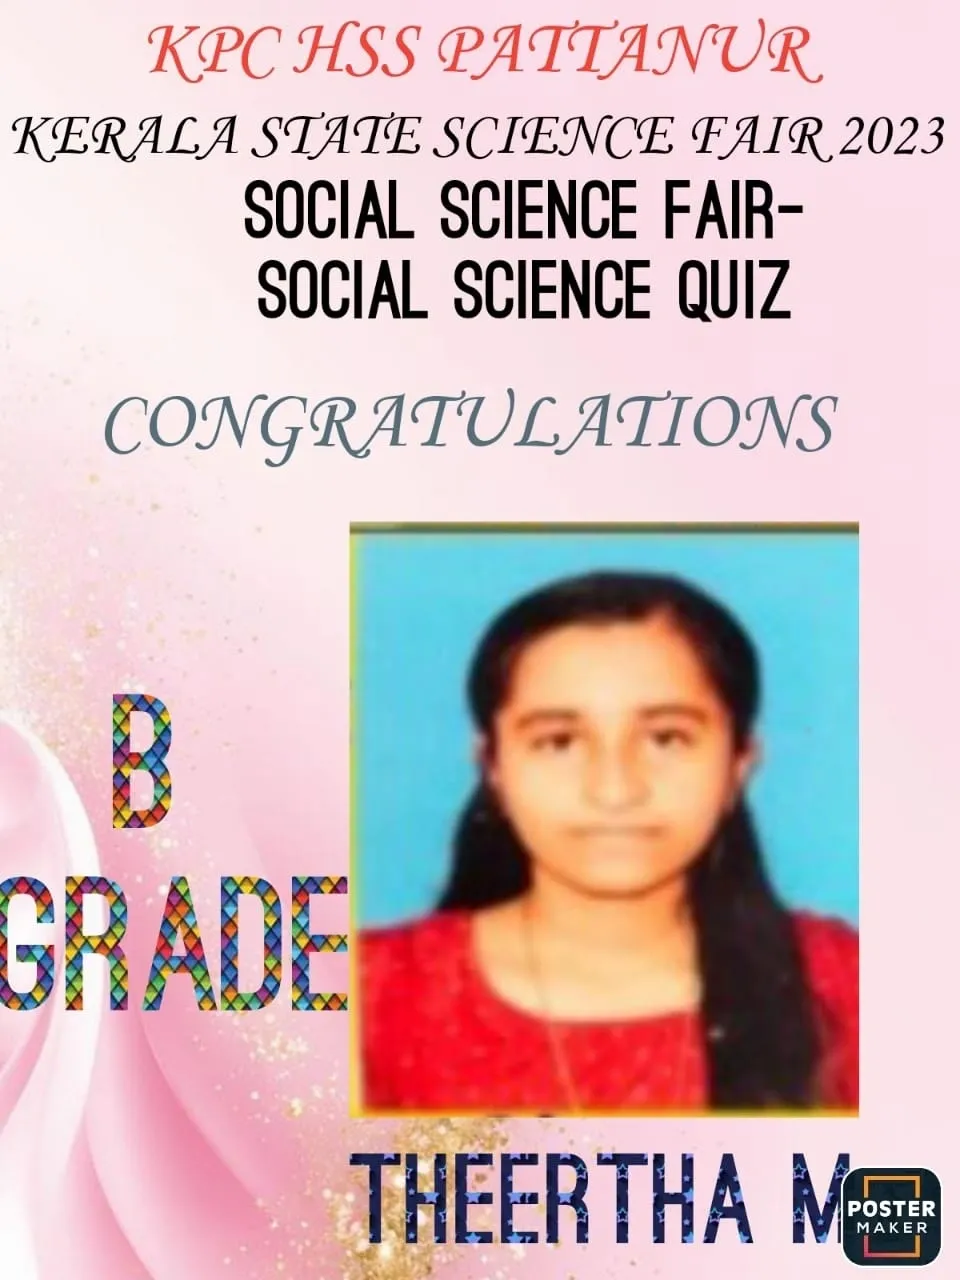 KPC HSS PATTANUR
KERALA STATE SCIENCE FAIR 2023
SOCIAL SCIENCE FAIR-
SOCIAL SCIENCE QUIZ
CONGRATULATIONS
B
GRADE
THEERTHA M
POSTER
MAKER